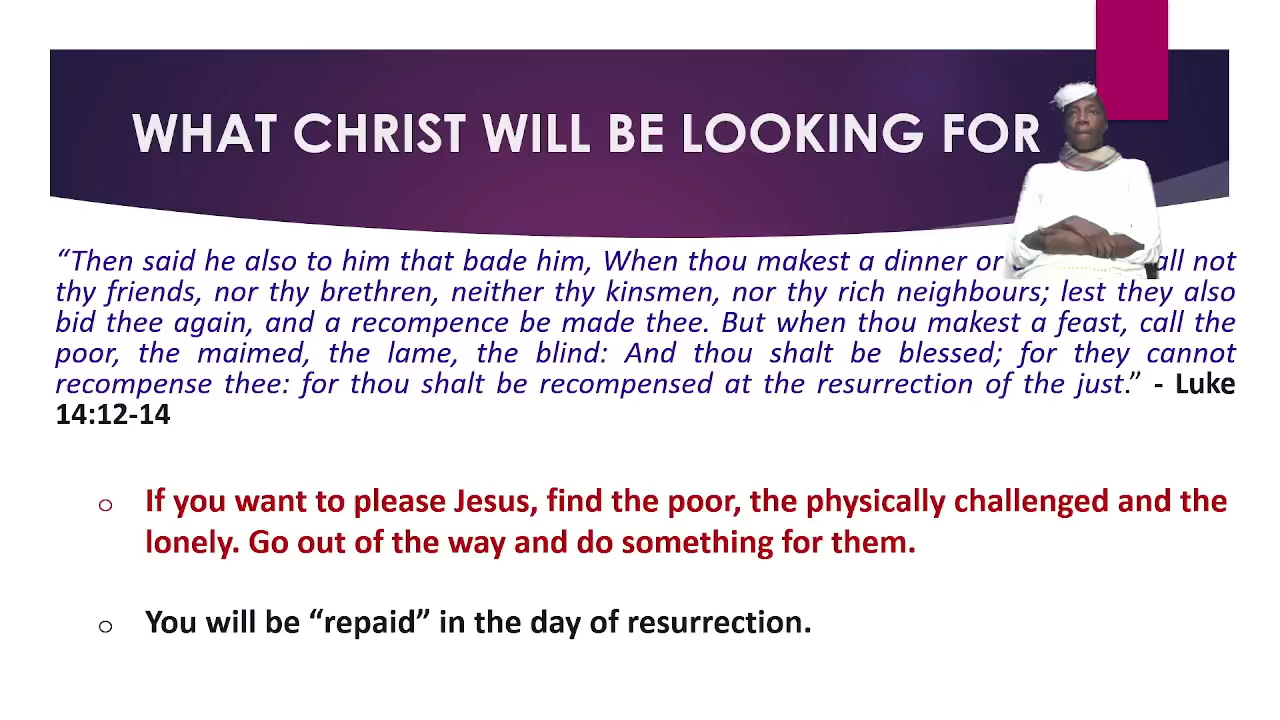 WHAT CHRIST WILL BE LOOKING FOR
“Then said he also to him that bade him, When thou makest a dinner or all not
thy friends, nor thy brethren, neither thy kinsmen, nor thy rich neighbours; lest they also
bid thee again, and a recompence be made thee. But when thou makest a feast, call the
poor, the maimed, the lame, the blind: And thou shalt be blessed; for they cannot
recompense thee: for thou shalt be recompensed at the resurrection of the just.” - Luke
14:12-14
o If you want to please Jesus, find the poor, the physically challenged and the
lonely. Go out of the way and do something for them.
o You will be “repaid” in the day of resurrection.